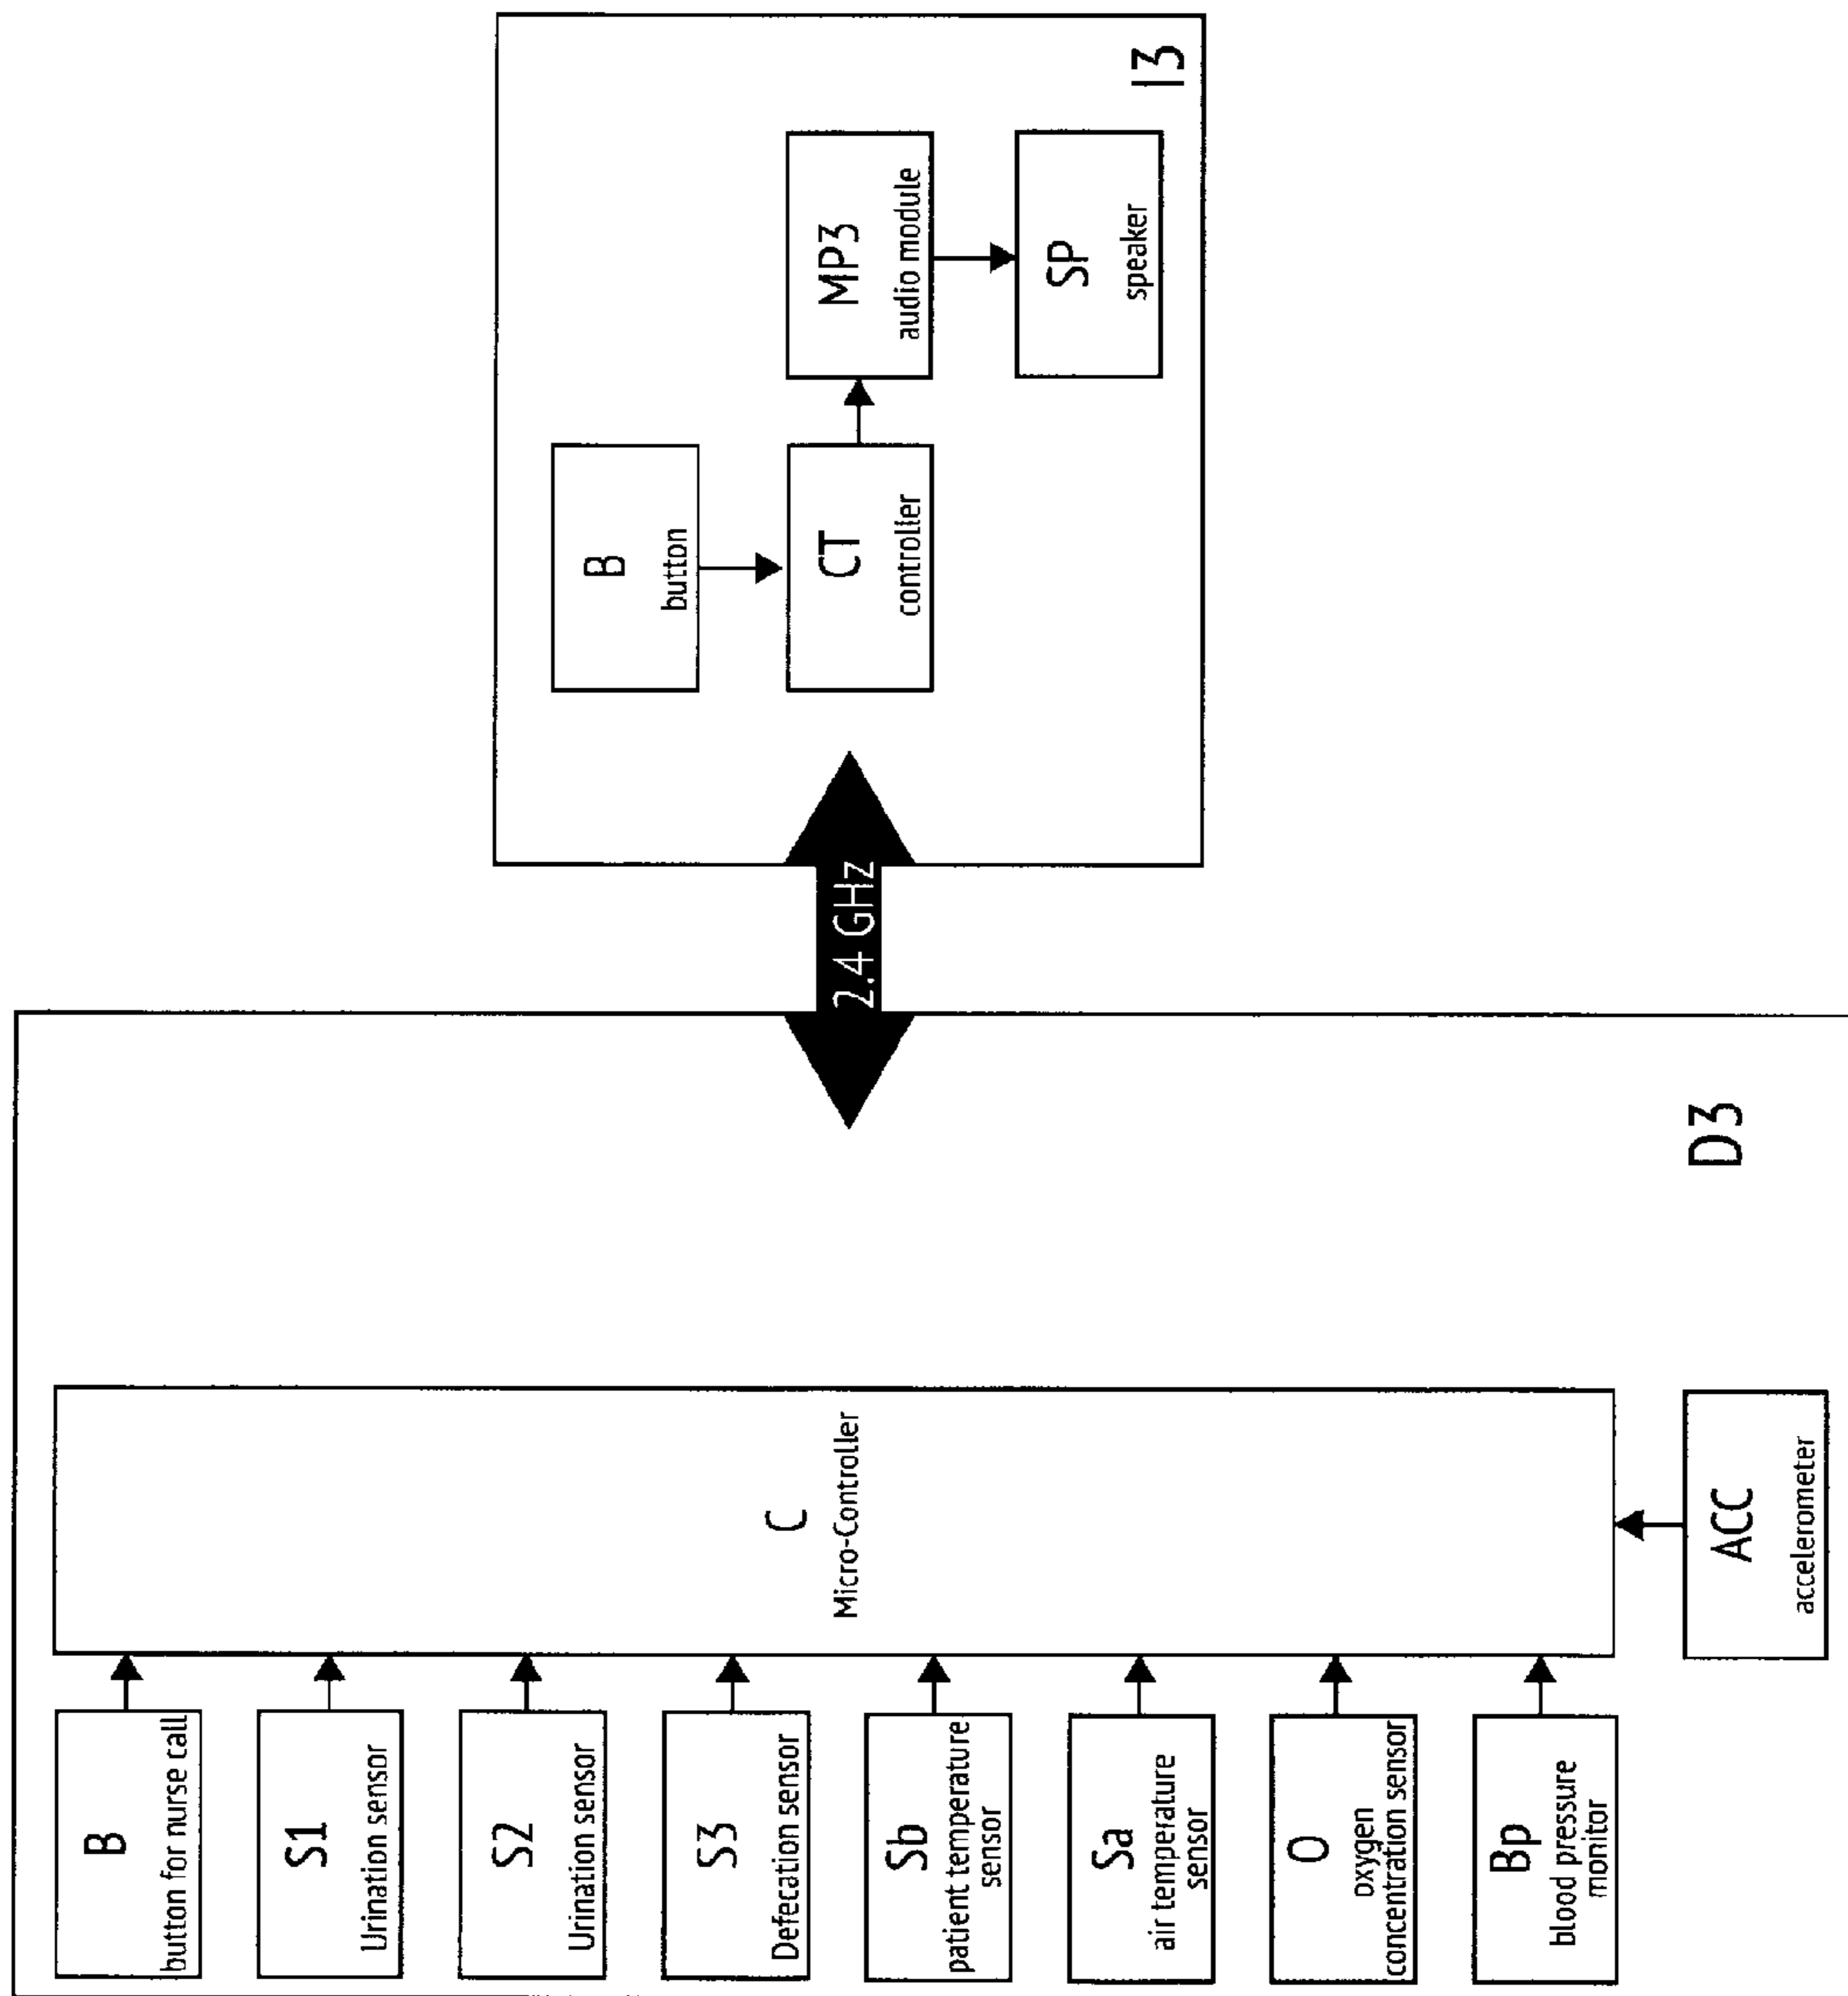 B
button for nurse call
S1
Urination sensor
S2
Urination sensor
S3
Defecation sensor
Sb
patient temperature
sensor
Sa
air temperature
sensor
O
oxygen
concentration sensor
Bp
blood pressure
monitor
C
Micro-Controller
ACC
accelerometer
D3
2.4 GHz
B
button
CT
controller
MP3
audio module
SP
speaker
I3